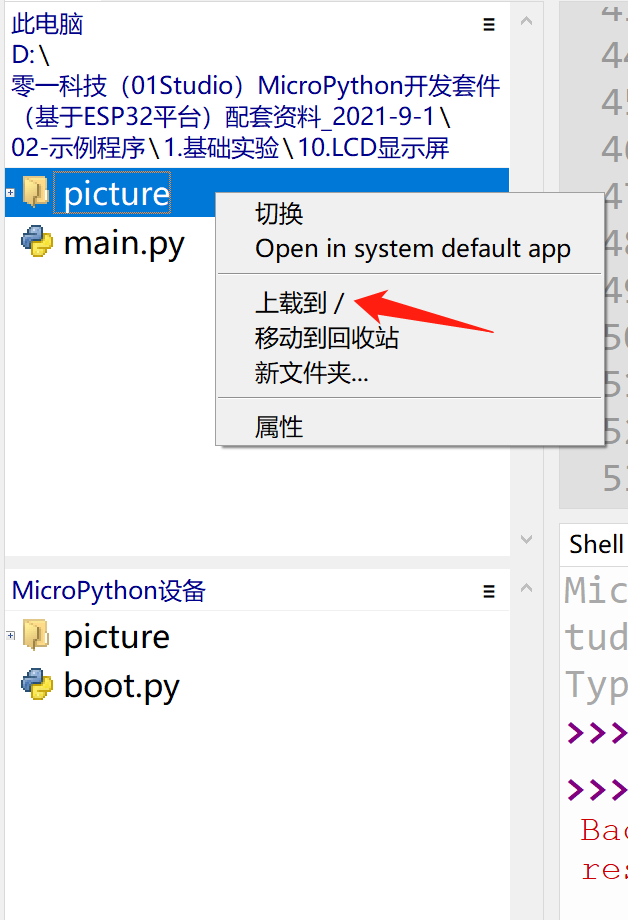 此电脑
D:\
零一科技（01Studio）MicroPython开发套件
（基于ESP32平台）配套资料_2021-9-1\
02-示例程序\1.基础实验\10.LCD显示屏
picture
main.py
切换
Open in system default app
上载到 /
移动到回收站
新文件夹...
属性
MicroPython设备
picture
boot.py
44
45
46
47
48
49
50
Shell
Mic
tud
Typ
>>>
>>>
Bac
res